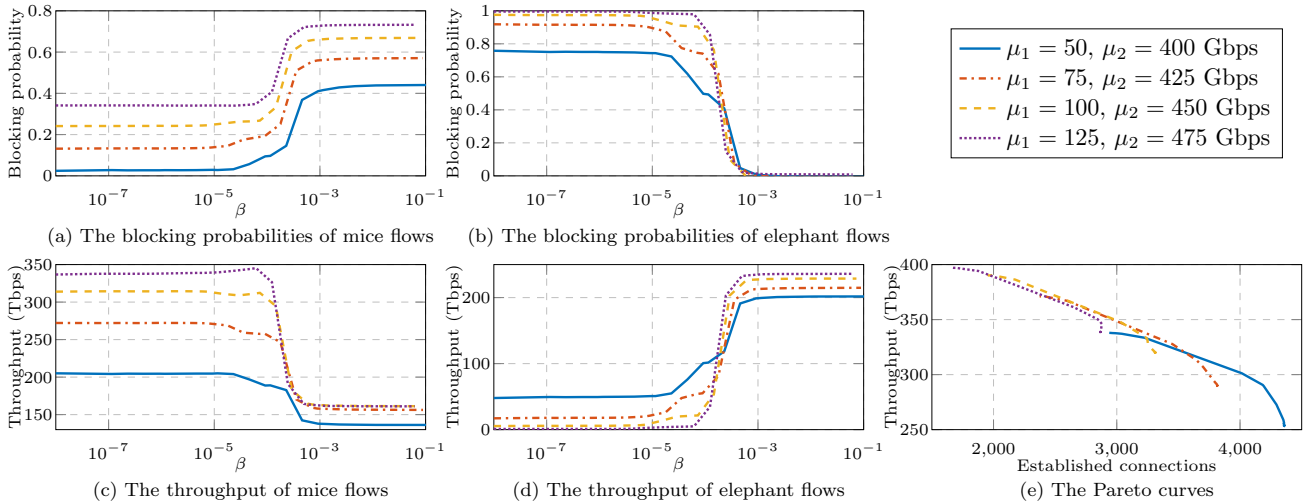 0.8
0.6
0.4
0.2
0
Blocking probability
10⁻⁷
10⁻⁵
10⁻³
10⁻¹
β
(a) The blocking probabilities of mice flows
1
0.8
0.6
0.4
0.2
0
Blocking probability
10⁻⁷
10⁻⁵
10⁻³
10⁻¹
β
(b) The blocking probabilities of elephant flows
μ₁ = 50, μ₂ = 400 Gbps
μ₁ = 75, μ₂ = 425 Gbps
μ₁ = 100, μ₂ = 450 Gbps
μ₁ = 125, μ₂ = 475 Gbps
350
300
250
200
150
Throughput (Tbps)
10⁻⁷
10⁻⁵
10⁻³
10⁻¹
β
(c) The throughput of mice flows
200
100
0
Throughput (Tbps)
10⁻⁷
10⁻⁵
10⁻³
10⁻¹
β
(d) The throughput of elephant flows
400
350
300
250
Throughput (Tbps)
2,000
3,000
4,000
Established connections
(e) The Pareto curves